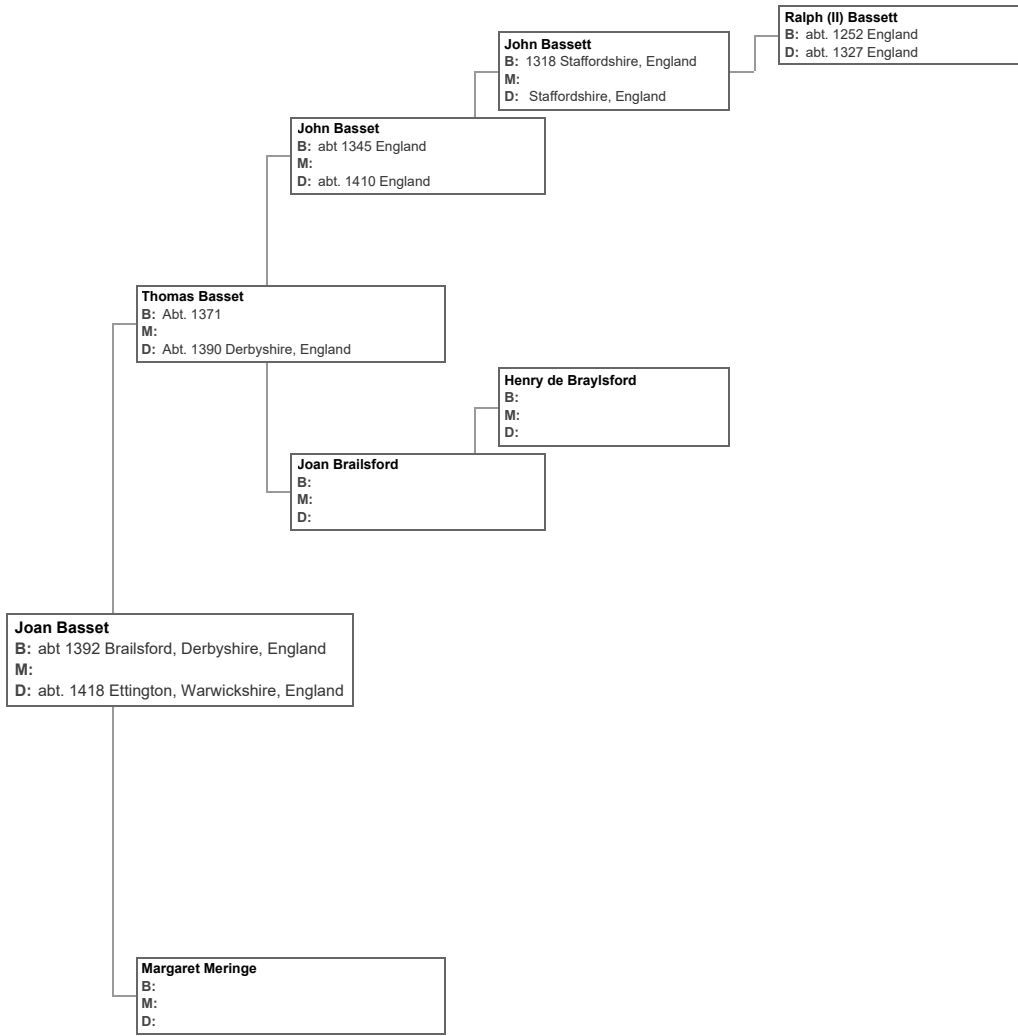 Ralph (II) Bassett
B: abt. 1252 England
D: abt. 1327 England
John Bassett
B: 1318 Staffordshire, England
M:
D: Staffordshire, England
John Basset
B: abt 1345 England
M:
D: abt. 1410 England
Thomas Basset
B: Abt. 1371
M:
D: Abt. 1390 Derbyshire, England
Henry de Braylsford
B:
M:
D:
Joan Brailsford
B:
M:
D:
Joan Basset
B: abt 1392 Brailsford, Derbyshire, England
M:
D: abt. 1418 Ettington, Warwickshire, England
Margaret Meringe
B:
M:
D: